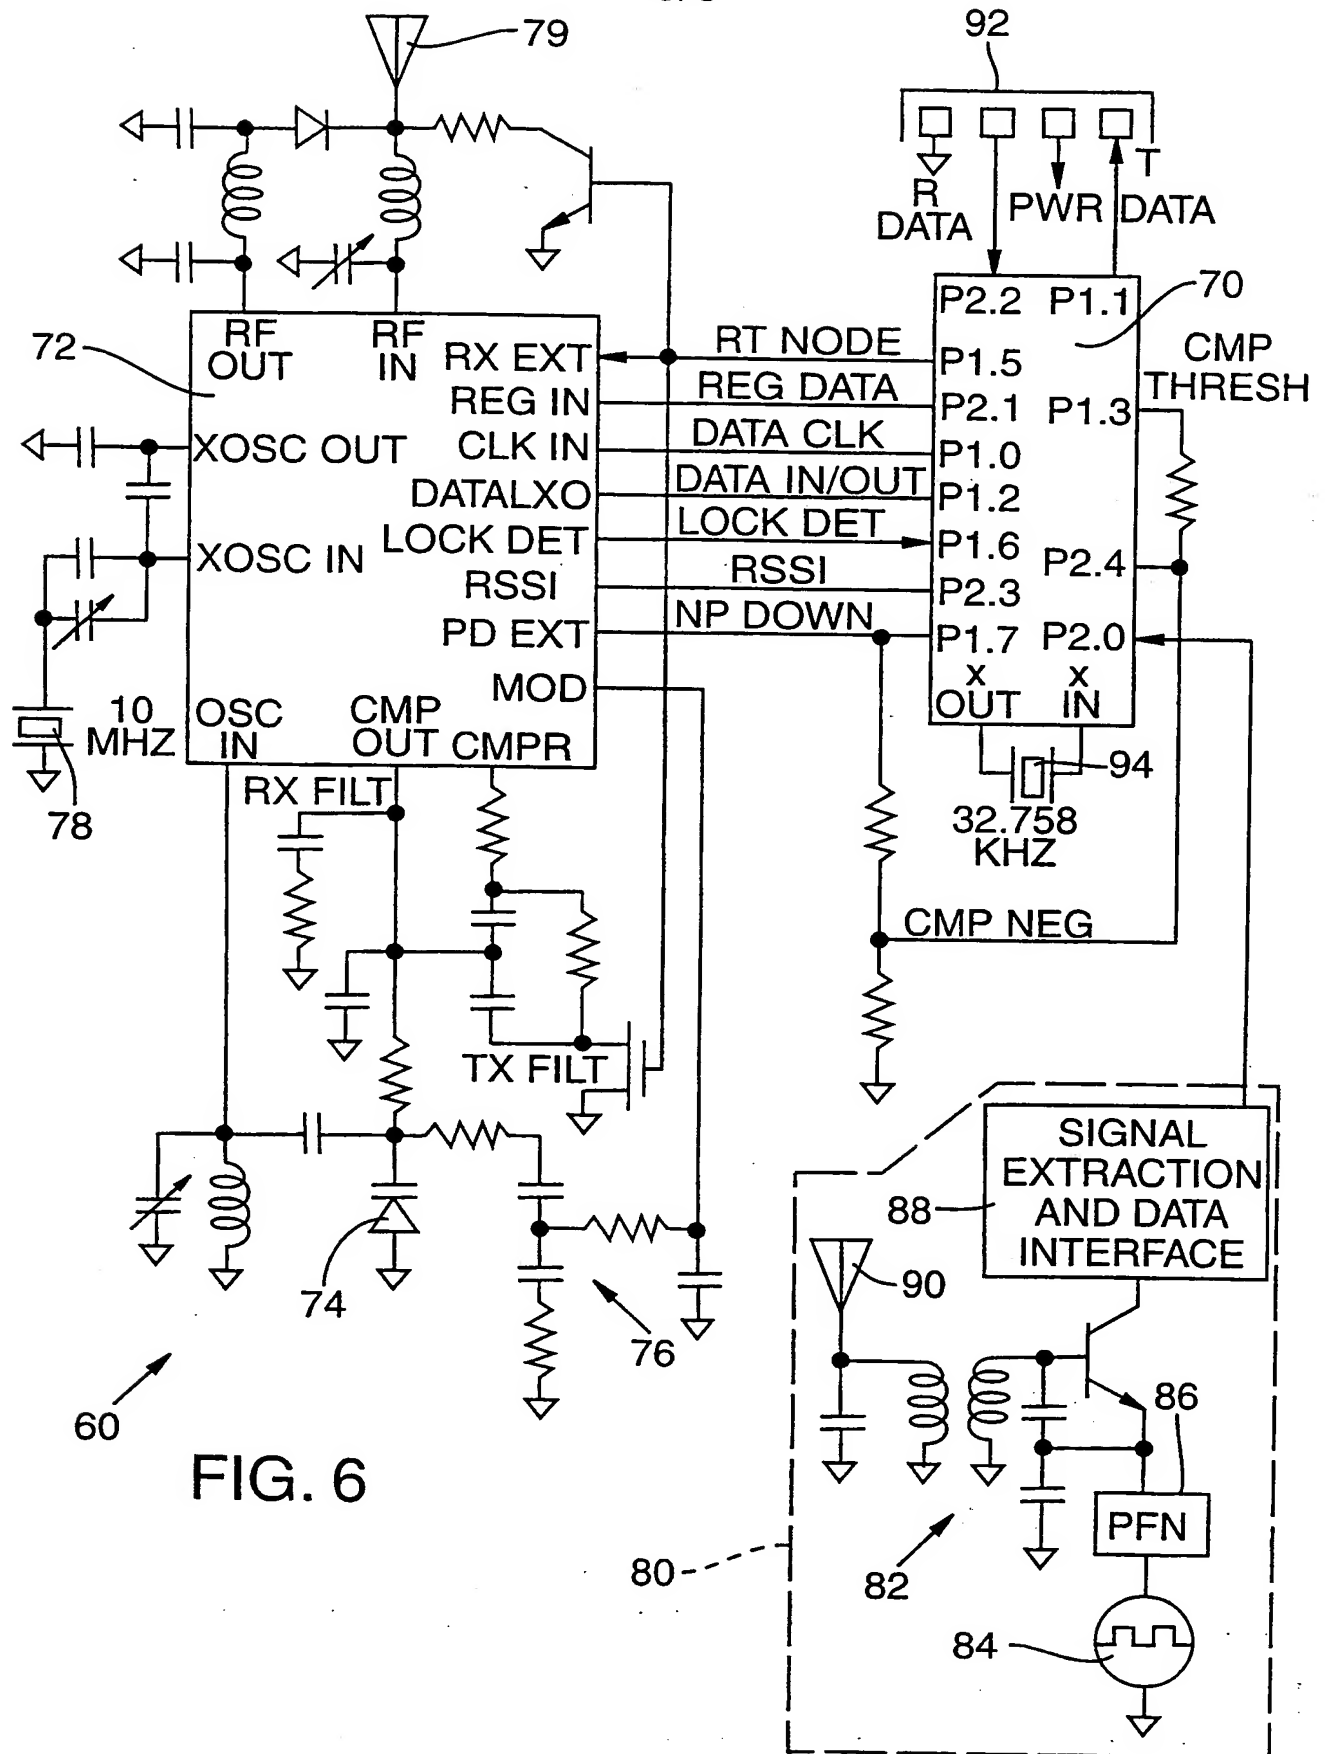 79
92
T
R
DATA
PWR
DATA
72
RF
OUT
RF
IN
RX EXT
REG IN
CLK IN
DATALXO
LOCK DET
RSSI
PD EXT
MOD
XOSC OUT
XOSC IN
OSC
IN
CMP
OUT
CMPR
RT NODE
REG DATA
DATA CLK
DATA IN/OUT
LOCK DET
RSSI
NP DOWN
P2.2
P1.1
70
P1.5
P2.1
P1.3
P1.0
P1.2
P1.6
P2.4
P2.3
P1.7
P2.0
X
OUT
X
IN
CMP
THRESH
10
MHZ
78
94
32.758
KHZ
RX FILT
CMP NEG
TX FILT
74
76
60
FIG. 6
SIGNAL
EXTRACTION
AND DATA
INTERFACE
88
90
86
PFN
82
80
84